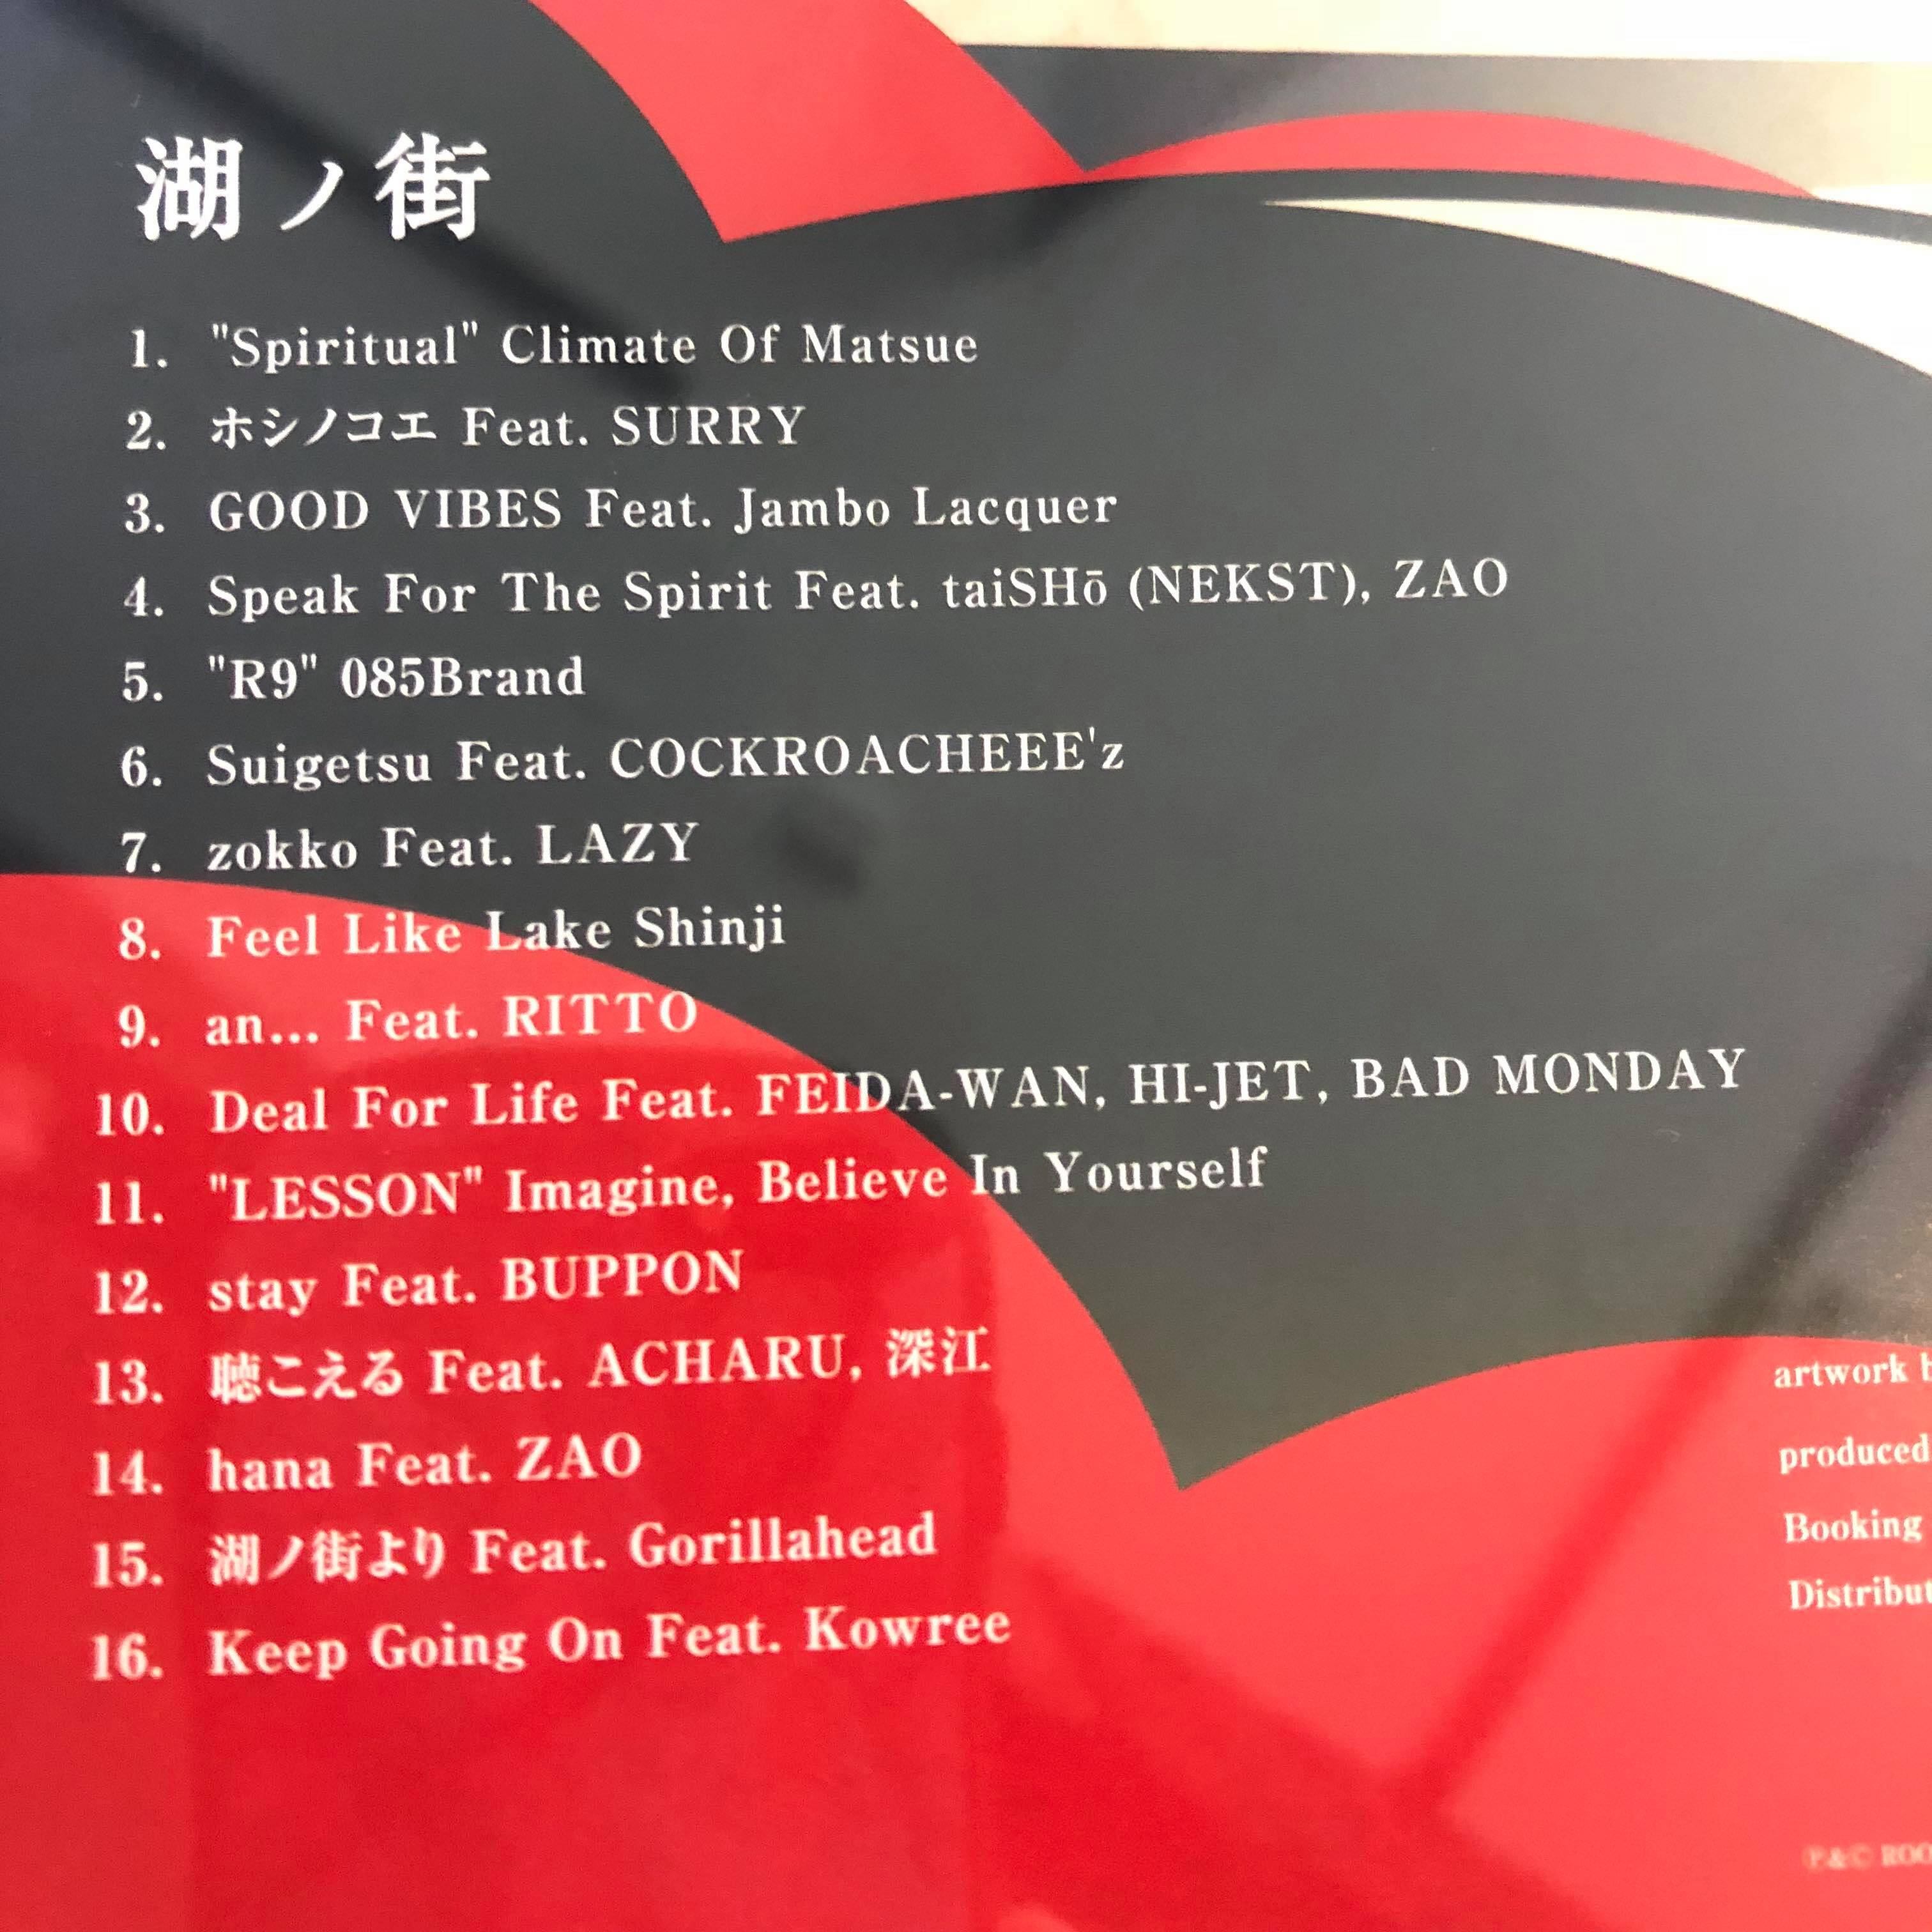 湖ノ街
1. "Spiritual" Climate Of Matsue
2. ホシノコエ Feat. SURRY
3. GOOD VIBES Feat. Jambo Lacquer
4. Speak For The Spirit Feat. taiSHō (NEKST), ZAO
5. "R9" 085Brand
6. Suigetsu Feat. COCKROACHEEE'z
7. zokko Feat. LAZY
8. Feel Like Lake Shinji
9. an... Feat. RITTO
10. Deal For Life Feat. FEIDA-WAN, HI-JET, BAD MONDAY
11. "LESSON" Imagine, Believe In Yourself
12. stay Feat. BUPPON
13. 聴こえる Feat. ACHARU, 深江
14. hana Feat. ZAO
15. 湖ノ街より Feat. Gorillahead
16. Keep Going On Feat. Kowree
artwork
produced
Booking
℗&©